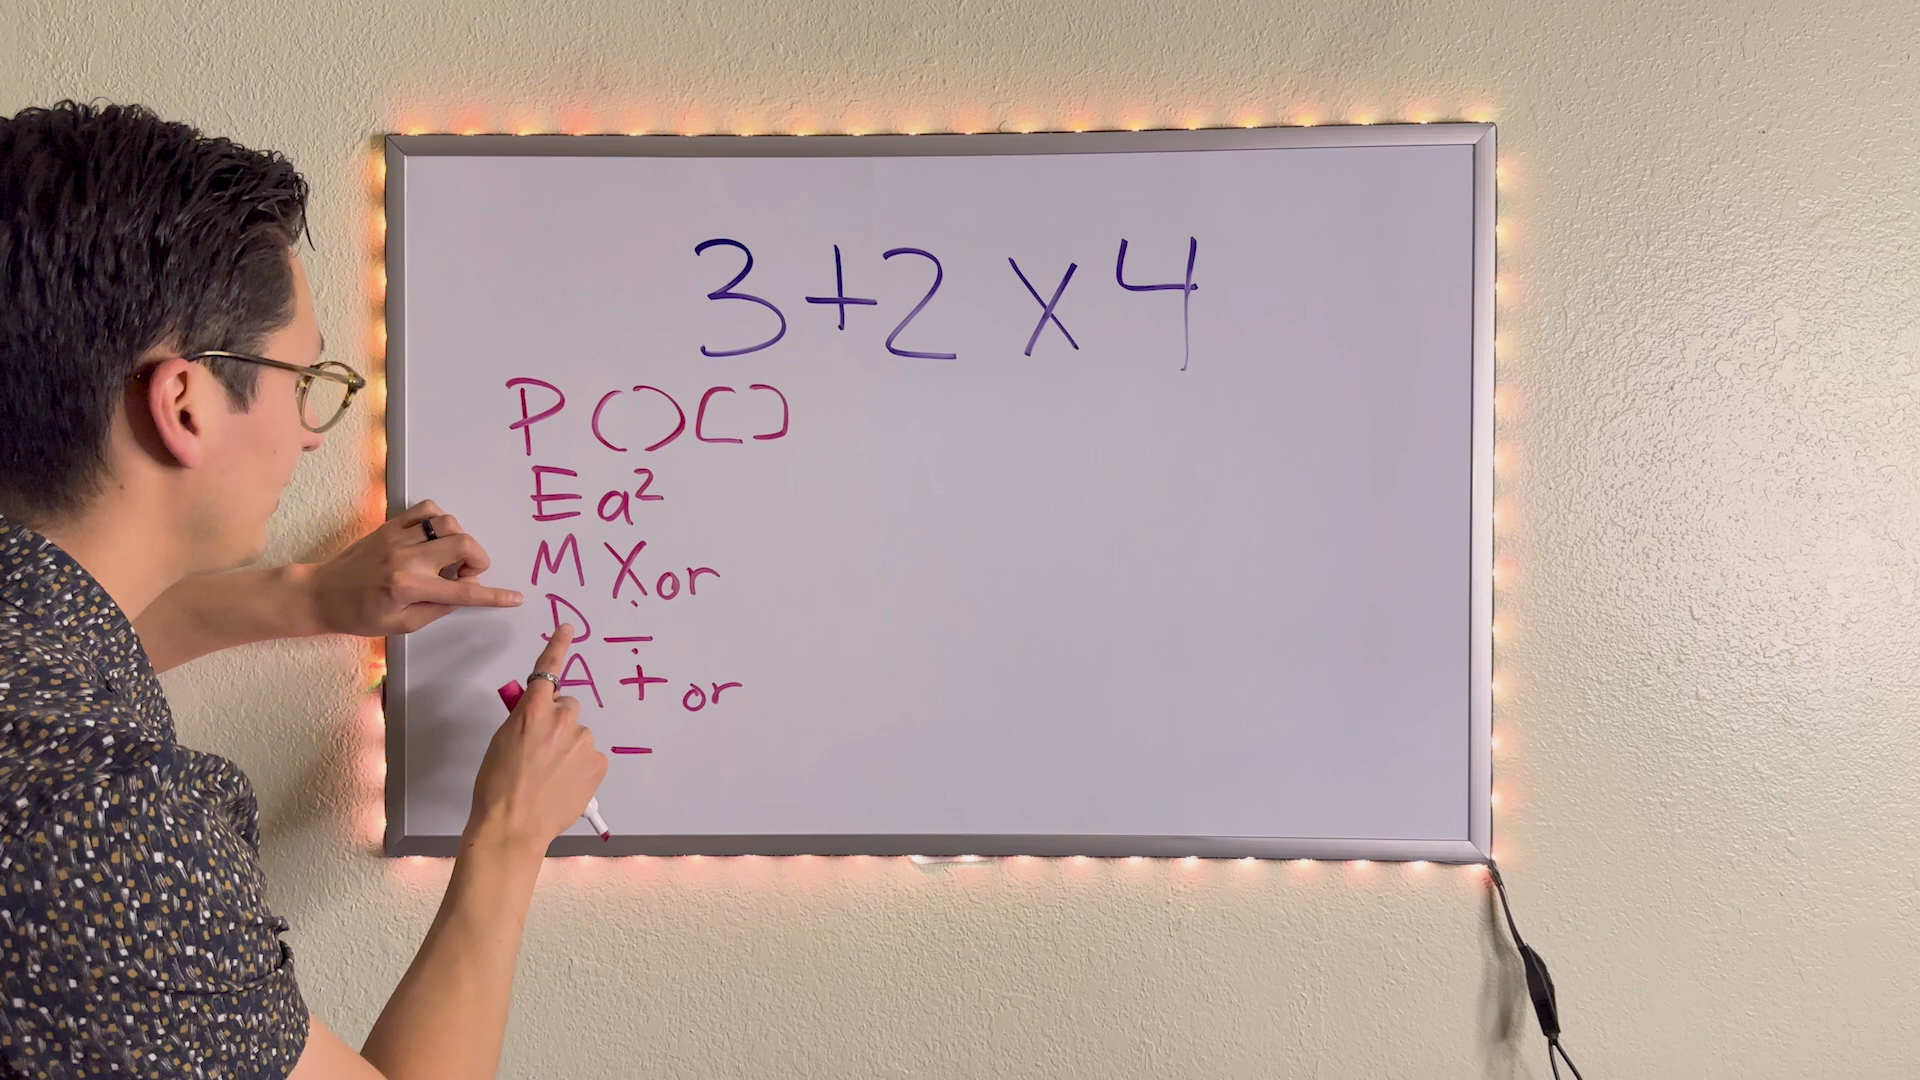 3+2 x 4
P ( ) [ ]
E a²
M X or
D ÷
A + or
−